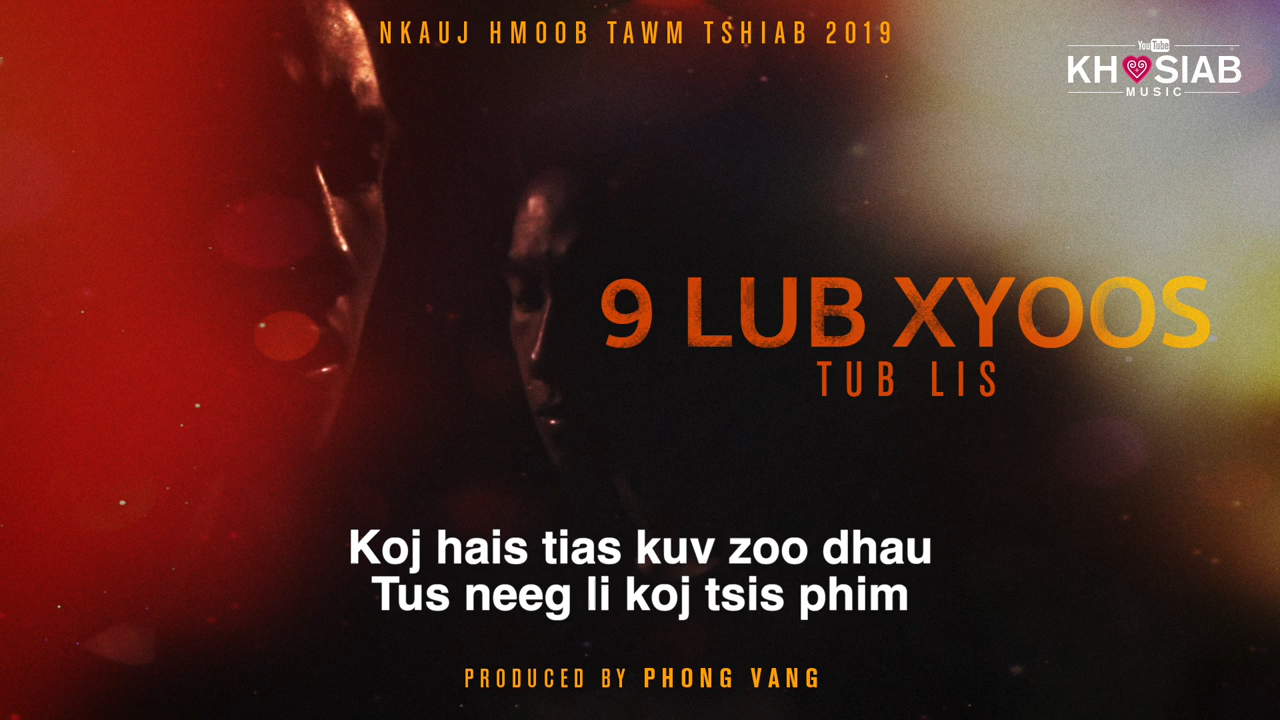 NKAUJ HMOOB TAWM TSHIAB 2019
YouTube
KHOSIAB
MUSIC
9 LUB XYOOS
TUB LIS
Koj hais tias kuv zoo dhau
Tus neeg li koj tsis phim
PRODUCED BY PHONG VANG